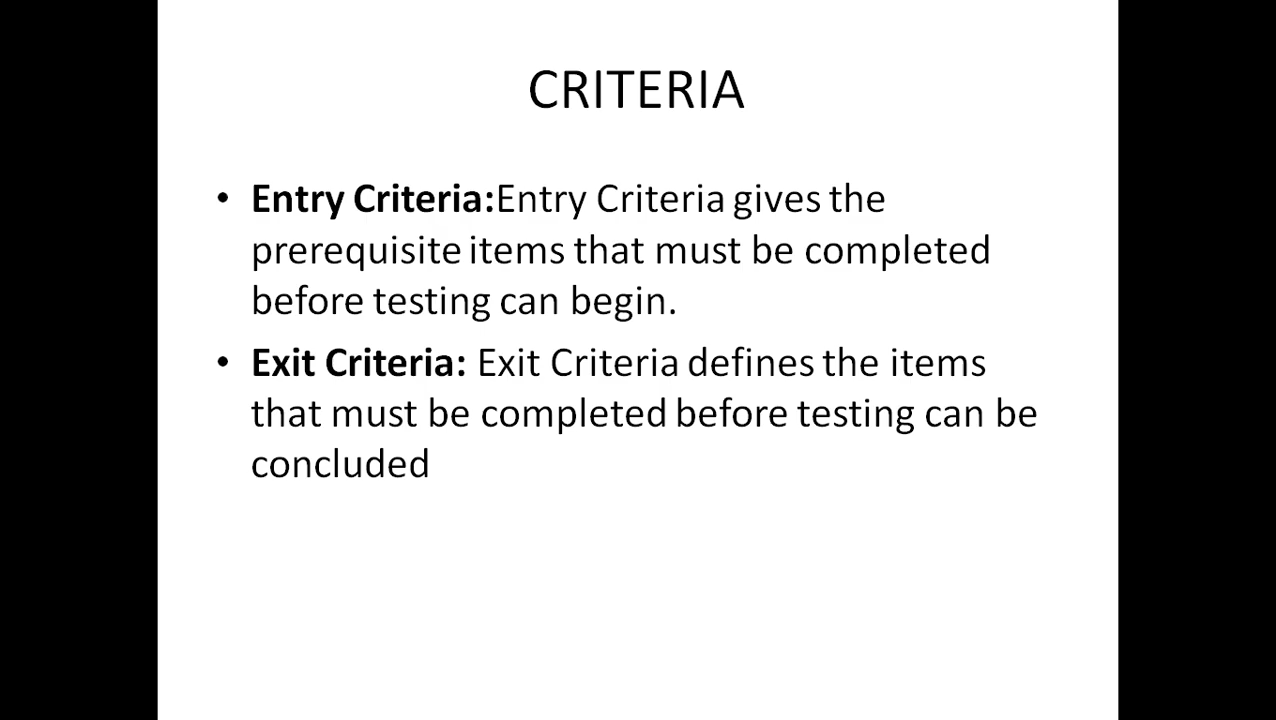 CRITERIA
• Entry Criteria:Entry Criteria gives the
prerequisite items that must be completed
before testing can begin.
• Exit Criteria: Exit Criteria defines the items
that must be completed before testing can be
concluded